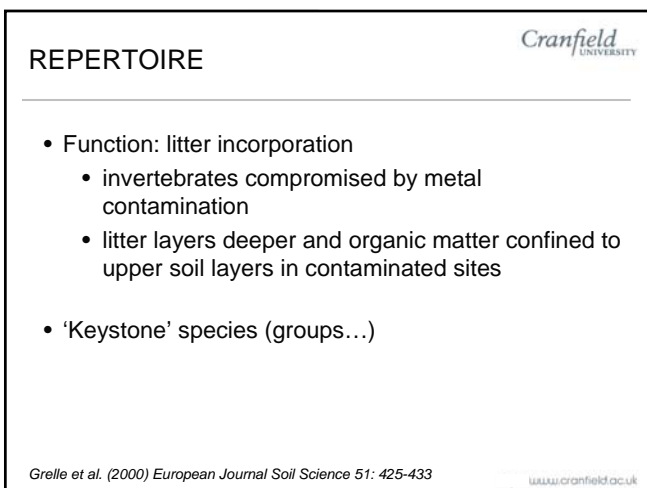 Cranfield
UNIVERSITY
REPERTOIRE
• Function: litter incorporation
• invertebrates compromised by metal
contamination
• litter layers deeper and organic matter confined to
upper soil layers in contaminated sites
• ‘Keystone’ species (groups…)
Grelle et al. (2000) European Journal Soil Science 51: 425-433
www.cranfield.ac.uk